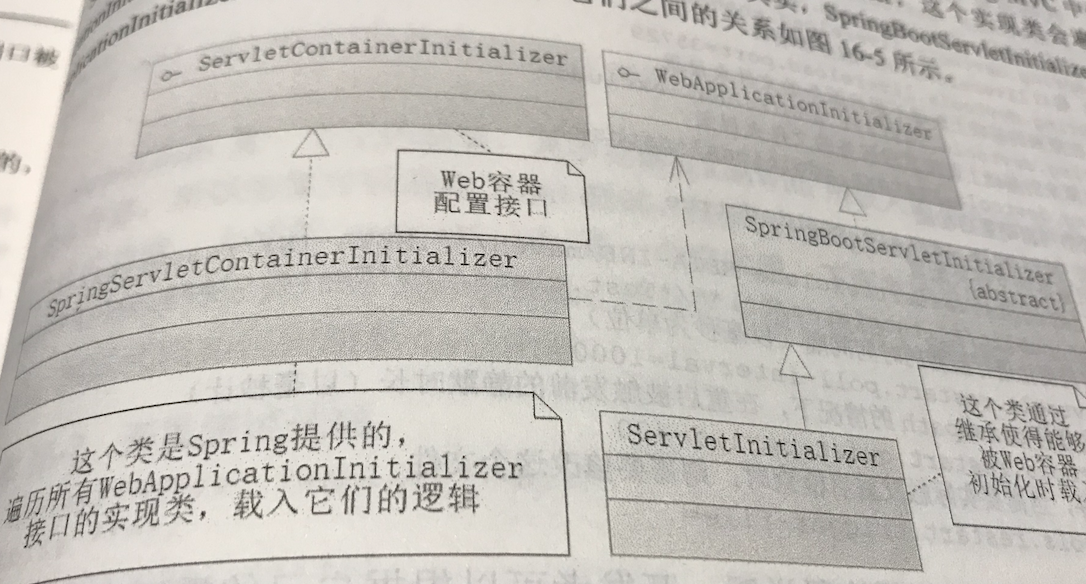 这个实现类会
SpringBootServletInitialize
们之间的关系如图 16-5 所示。
ServletContainerInitializer
WebApplicationInitializer
Web容器
配置接口
SpringServletContainerInitializer
SpringBootServletInitializer
{abstract}
这个类是Spring提供的，
遍历所有WebApplicationInitializer
接口的实现类，载入它们的逻辑
ServletInitializer
这个类通过
继承使得能够
被Web容器
初始化时载